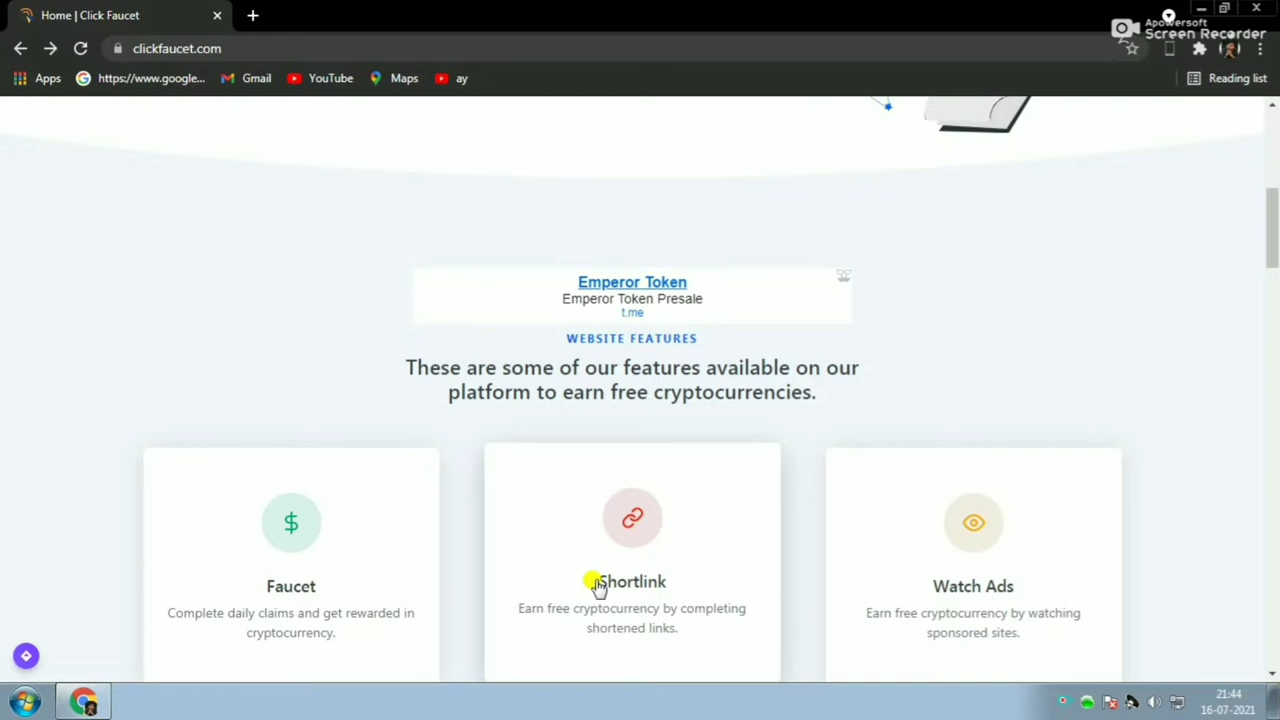 Home | Click Faucet
Apowersoft
Screen Recorder
clickfaucet.com
Apps
https://www.google...
Gmail
YouTube
Maps
ay
Reading list
Emperor Token
Emperor Token Presale
t.me
WEBSITE FEATURES
These are some of our features available on our
platform to earn free cryptocurrencies.
$
Faucet
Complete daily claims and get rewarded in
cryptocurrency.
Shortlink
Earn free cryptocurrency by completing
shortened links.
Watch Ads
Earn free cryptocurrency by watching
sponsored sites.
21:44
16-07-2021